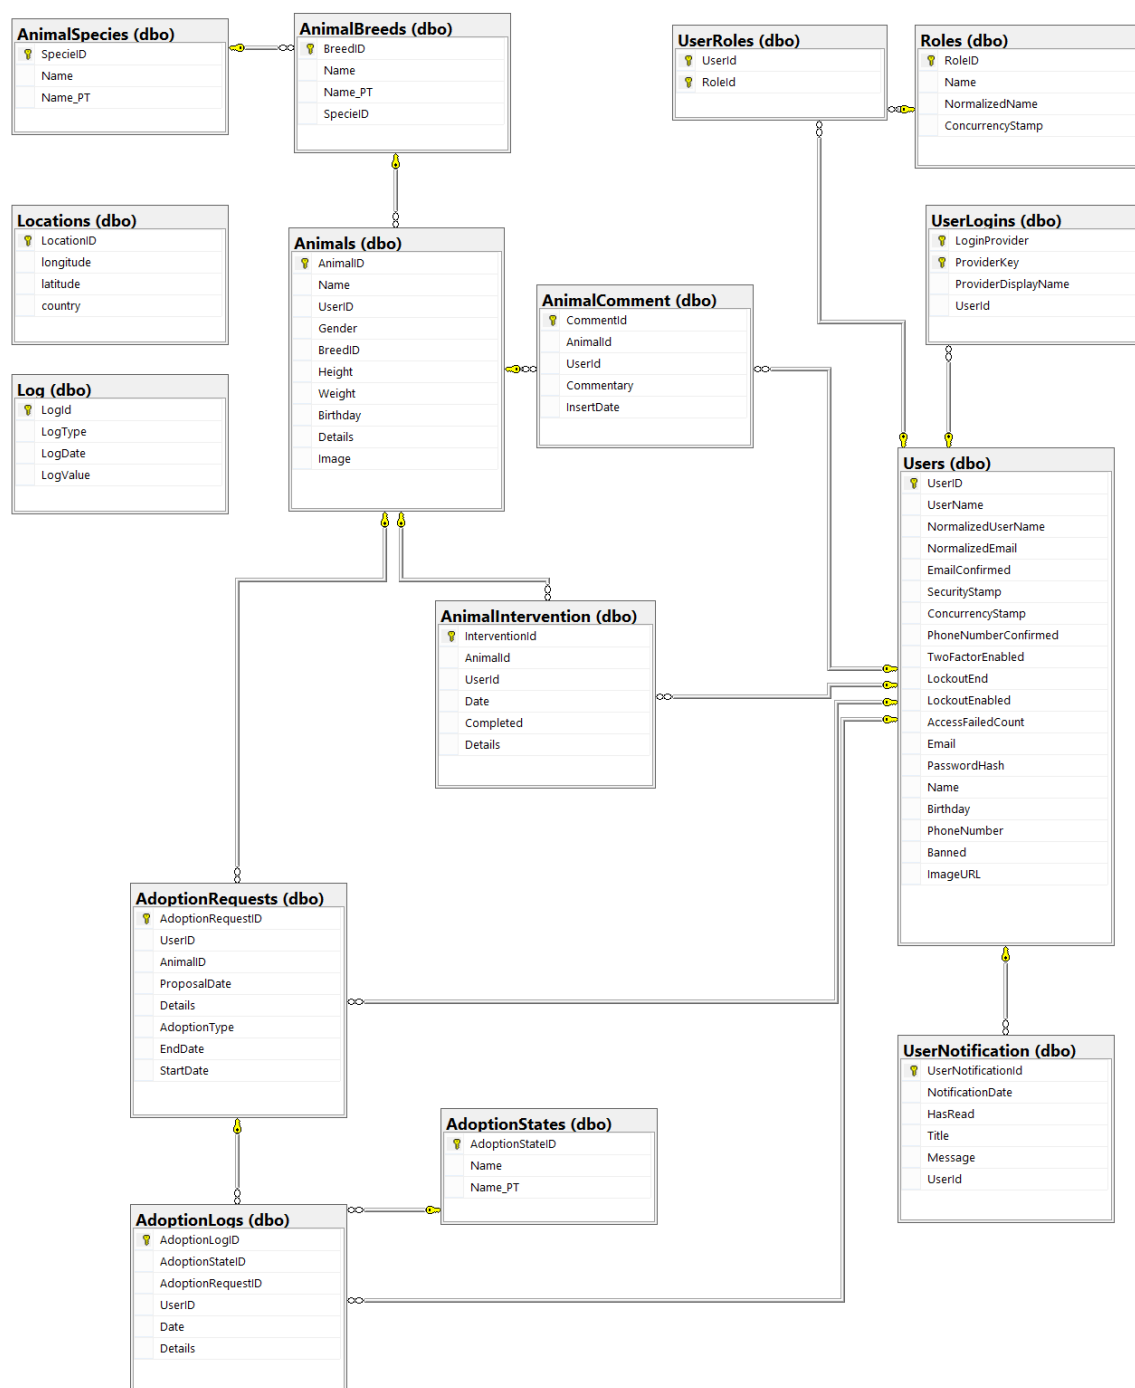 AnimalSpecies (dbo)
SpecieID
Name
Name_PT
AnimalBreeds (dbo)
BreedID
Name
Name_PT
SpecieID
UserRoles (dbo)
UserId
RoleId
Roles (dbo)
RoleID
Name
NormalizedName
ConcurrencyStamp
Locations (dbo)
LocationID
longitude
latitude
country
Animals (dbo)
AnimalID
Name
UserID
Gender
BreedID
Height
Weight
Birthday
Details
Image
AnimalComment (dbo)
CommentId
AnimalId
UserId
Commentary
InsertDate
UserLogins (dbo)
LoginProvider
ProviderKey
ProviderDisplayName
UserId
Log (dbo)
LogId
LogType
LogDate
LogValue
Users (dbo)
UserID
UserName
NormalizedUserName
NormalizedEmail
EmailConfirmed
SecurityStamp
ConcurrencyStamp
PhoneNumberConfirmed
TwoFactorEnabled
LockoutEnd
LockoutEnabled
AccessFailedCount
Email
PasswordHash
Name
Birthday
PhoneNumber
Banned
ImageURL
AnimalIntervention (dbo)
InterventionId
AnimalId
UserId
Date
Completed
Details
AdoptionRequests (dbo)
AdoptionRequestID
UserID
AnimalID
ProposalDate
Details
AdoptionType
EndDate
StartDate
UserNotification (dbo)
UserNotificationId
NotificationDate
HasRead
Title
Message
UserId
AdoptionStates (dbo)
AdoptionStateID
Name
Name_PT
AdoptionLogs (dbo)
AdoptionLogID
AdoptionStateID
AdoptionRequestID
UserID
Date
Details